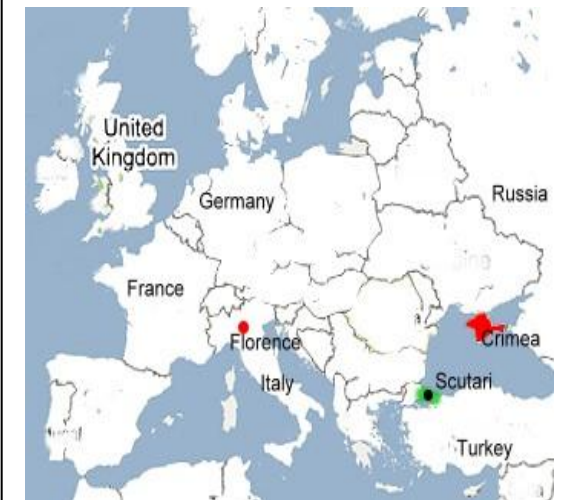 United
Kingdom
Russia
Germany
France
Florence
Crimea
Italy
Scutari
Turkey